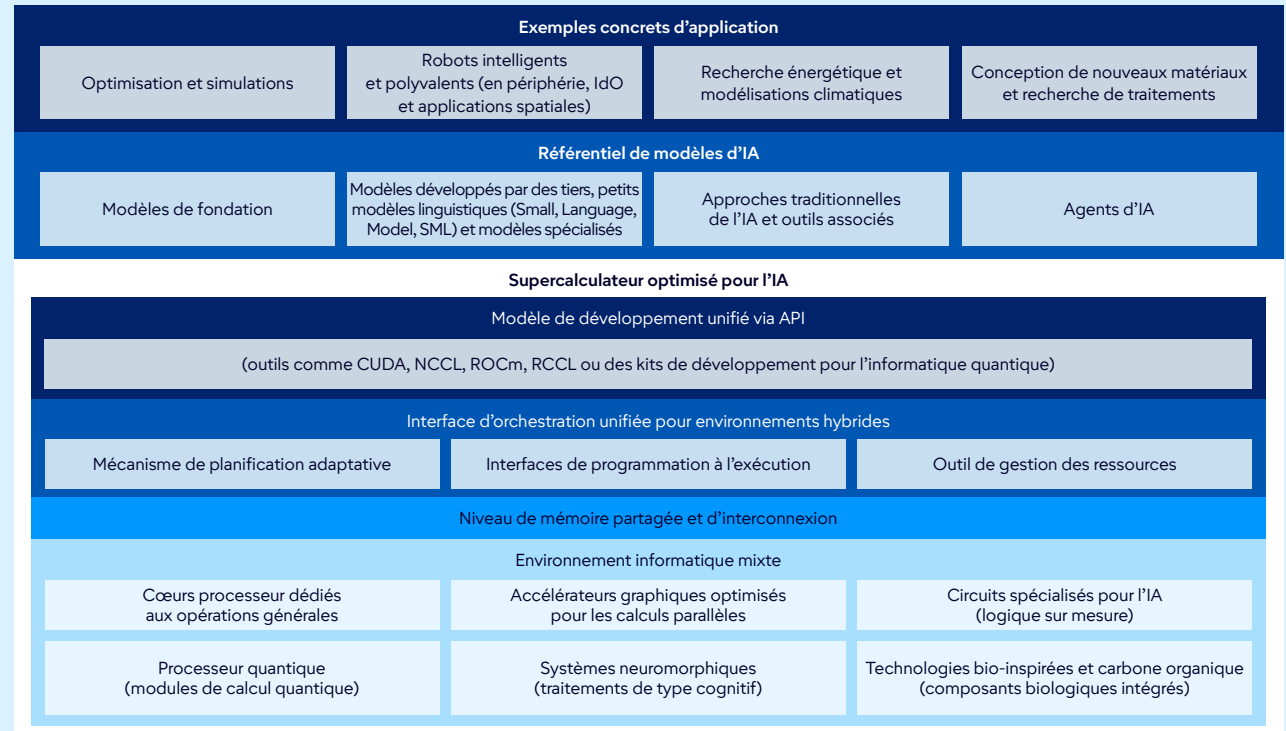 Exemples concrets d'application
Optimisation et simulations
Robots intelligents
et polyvalents (en périphérie, IdO
et applications spatiales)
Recherche énergétique et
modélisations climatiques
Conception de nouveaux matériaux
et recherche de traitements
Référentiel de modèles d'IA
Modèles de fondation
Modèles développés par des tiers, petits
modèles linguistiques (Small, Language,
Model, SML) et modèles spécialisés
Approches traditionnelles
de l'IA et outils associés
Agents d'IA
Supercalculateur optimisé pour l'IA
Modèle de développement unifié via API
(outils comme CUDA, NCCL, ROCm, RCCL ou des kits de développement pour l'informatique quantique)
Interface d'orchestration unifiée pour environnements hybrides
Mécanisme de planification adaptative
Interfaces de programmation à l'exécution
Outil de gestion des ressources
Niveau de mémoire partagée et d'interconnexion
Environnement informatique mixte
Cœurs processeur dédiés
aux opérations générales
Accélérateurs graphiques optimisés
pour les calculs parallèles
Circuits spécialisés pour l'IA
(logique sur mesure)
Processeur quantique
(modules de calcul quantique)
Systèmes neuromorphiques
(traitements de type cognitif)
Technologies bio-inspirées et carbone organique
(composants biologiques intégrés)